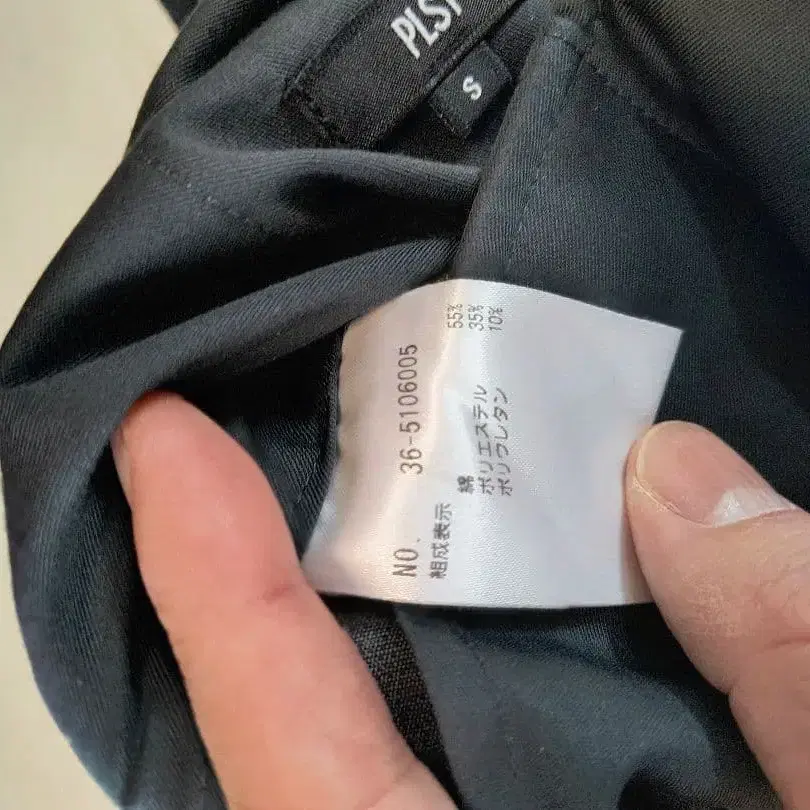 PLST
S
NO. 36-5106005
組成表示
綿 55%
ポリエステル 35%
ポリウレタン 10%